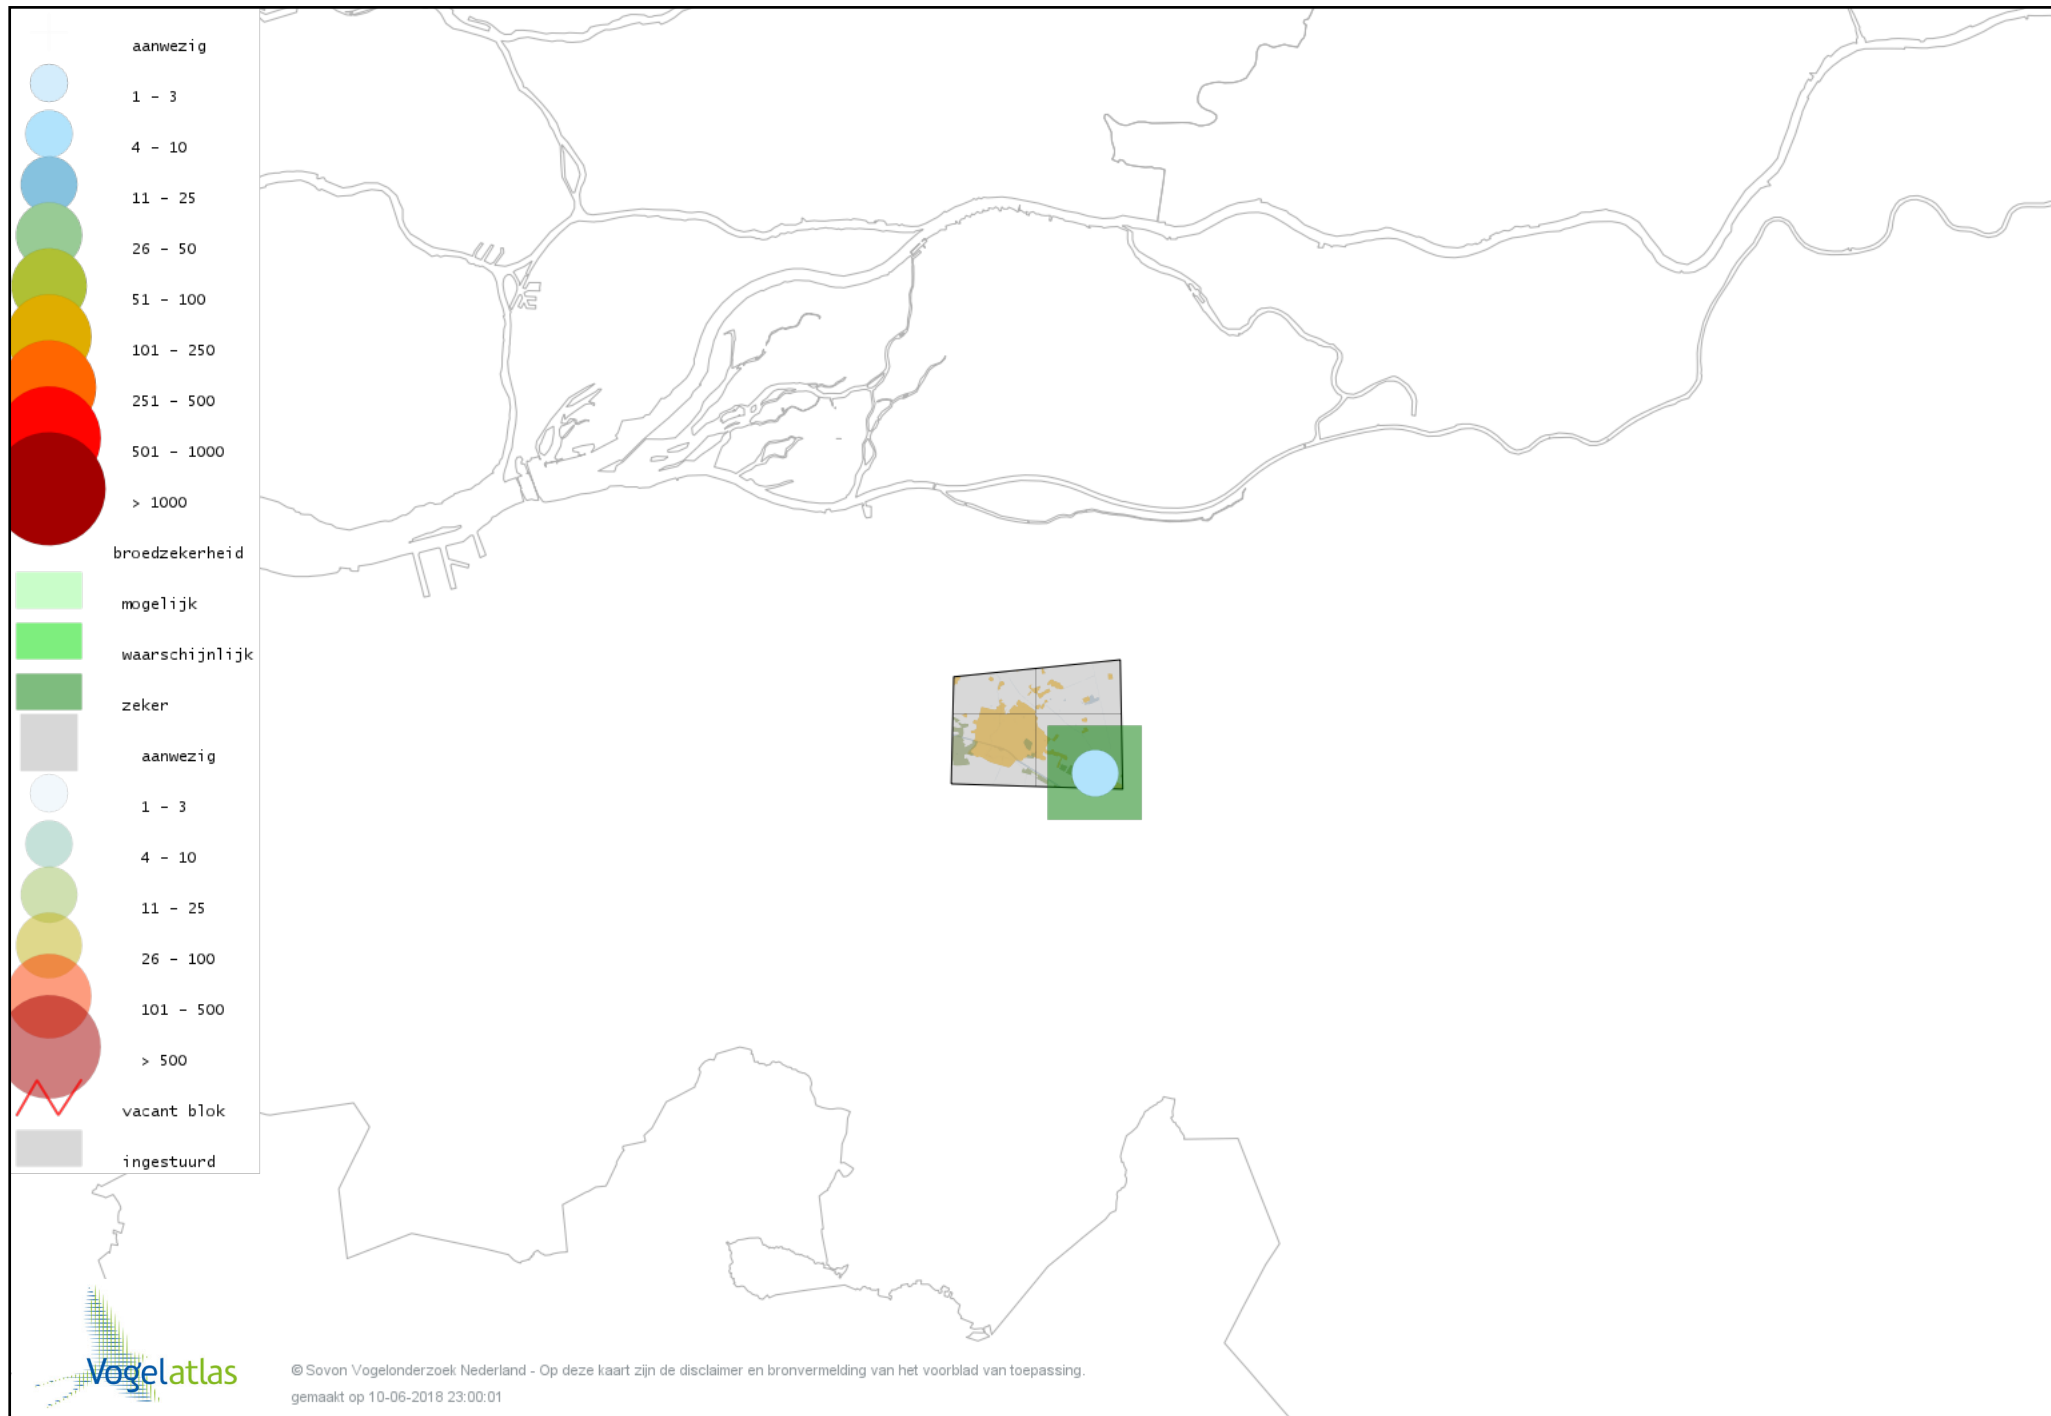 aanwezig
1 - 3
4 - 10
11 - 25
26 - 50
51 - 100
101 - 250
251 - 500
501 - 1000
> 1000
broedzekerheid
mogelijk
waarschijnlijk
zeker
aanwezig
1 - 3
4 - 10
11 - 25
26 - 100
101 - 500
> 500
vacant blok
ingestuurd
Vogelatlas
© Sovon Vogelonderzoek Nederland - Op deze kaart zijn de disclaimer en bronvermelding van het voorblad van toepassing.
gemaakt op 10-06-2018 23:00:01